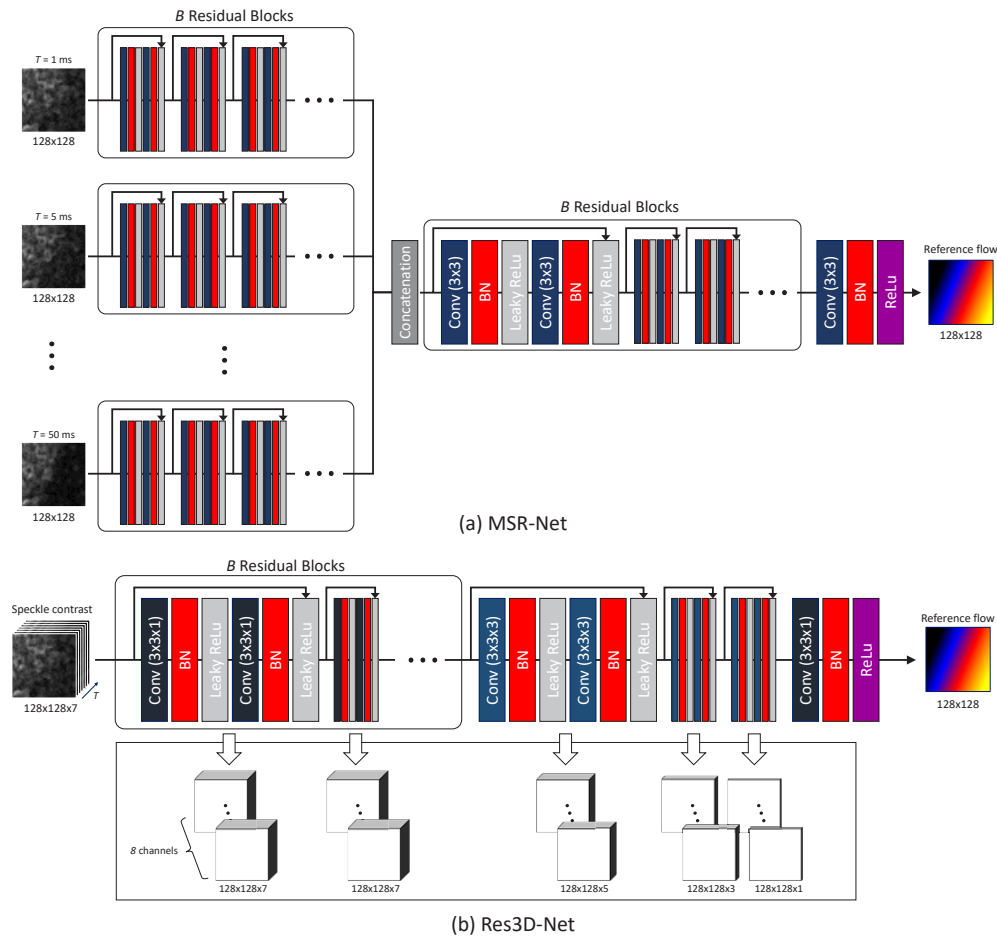 B Residual Blocks
T = 1 ms
128x128
T = 5 ms
128x128
B Residual Blocks
Concatenation
Conv (3x3)
BN
Leaky ReLu
Conv (3x3)
BN
Leaky ReLu
Conv (3x3)
BN
ReLu
Reference flow
128x128
T = 50 ms
128x128
(a) MSR-Net
B Residual Blocks
Speckle contrast
T
128x128x7
Conv (3x3x1)
BN
Leaky ReLu
Conv (3x3x1)
BN
Leaky ReLu
Conv (3x3x3)
BN
Leaky ReLu
Conv (3x3x3)
BN
Leaky ReLu
Conv (3x3x1)
BN
ReLu
Reference flow
128x128
8 channels
128x128x7
128x128x7
128x128x5
128x128x3
128x128x1
(b) Res3D-Net